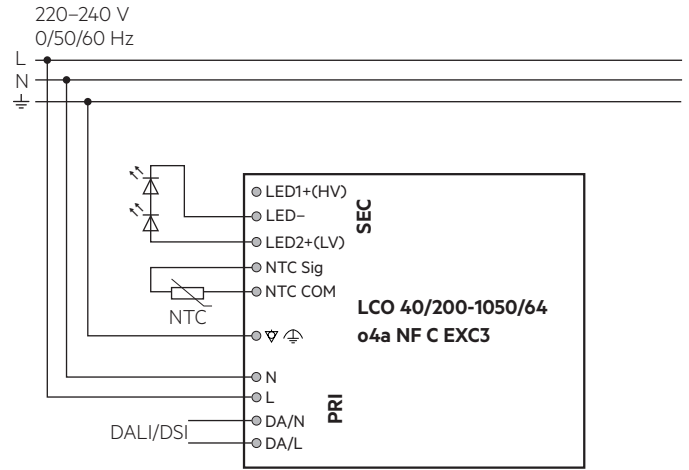 220–240 V
0/50/60 Hz
L
N
LED1+(HV)
LED–
SEC
LED2+(LV)
NTC Sig
NTC COM
NTC
LCO 40/200-1050/64
o4a NF C EXC3
N
L
PRI
DA/N
DALI/DSI
DA/L